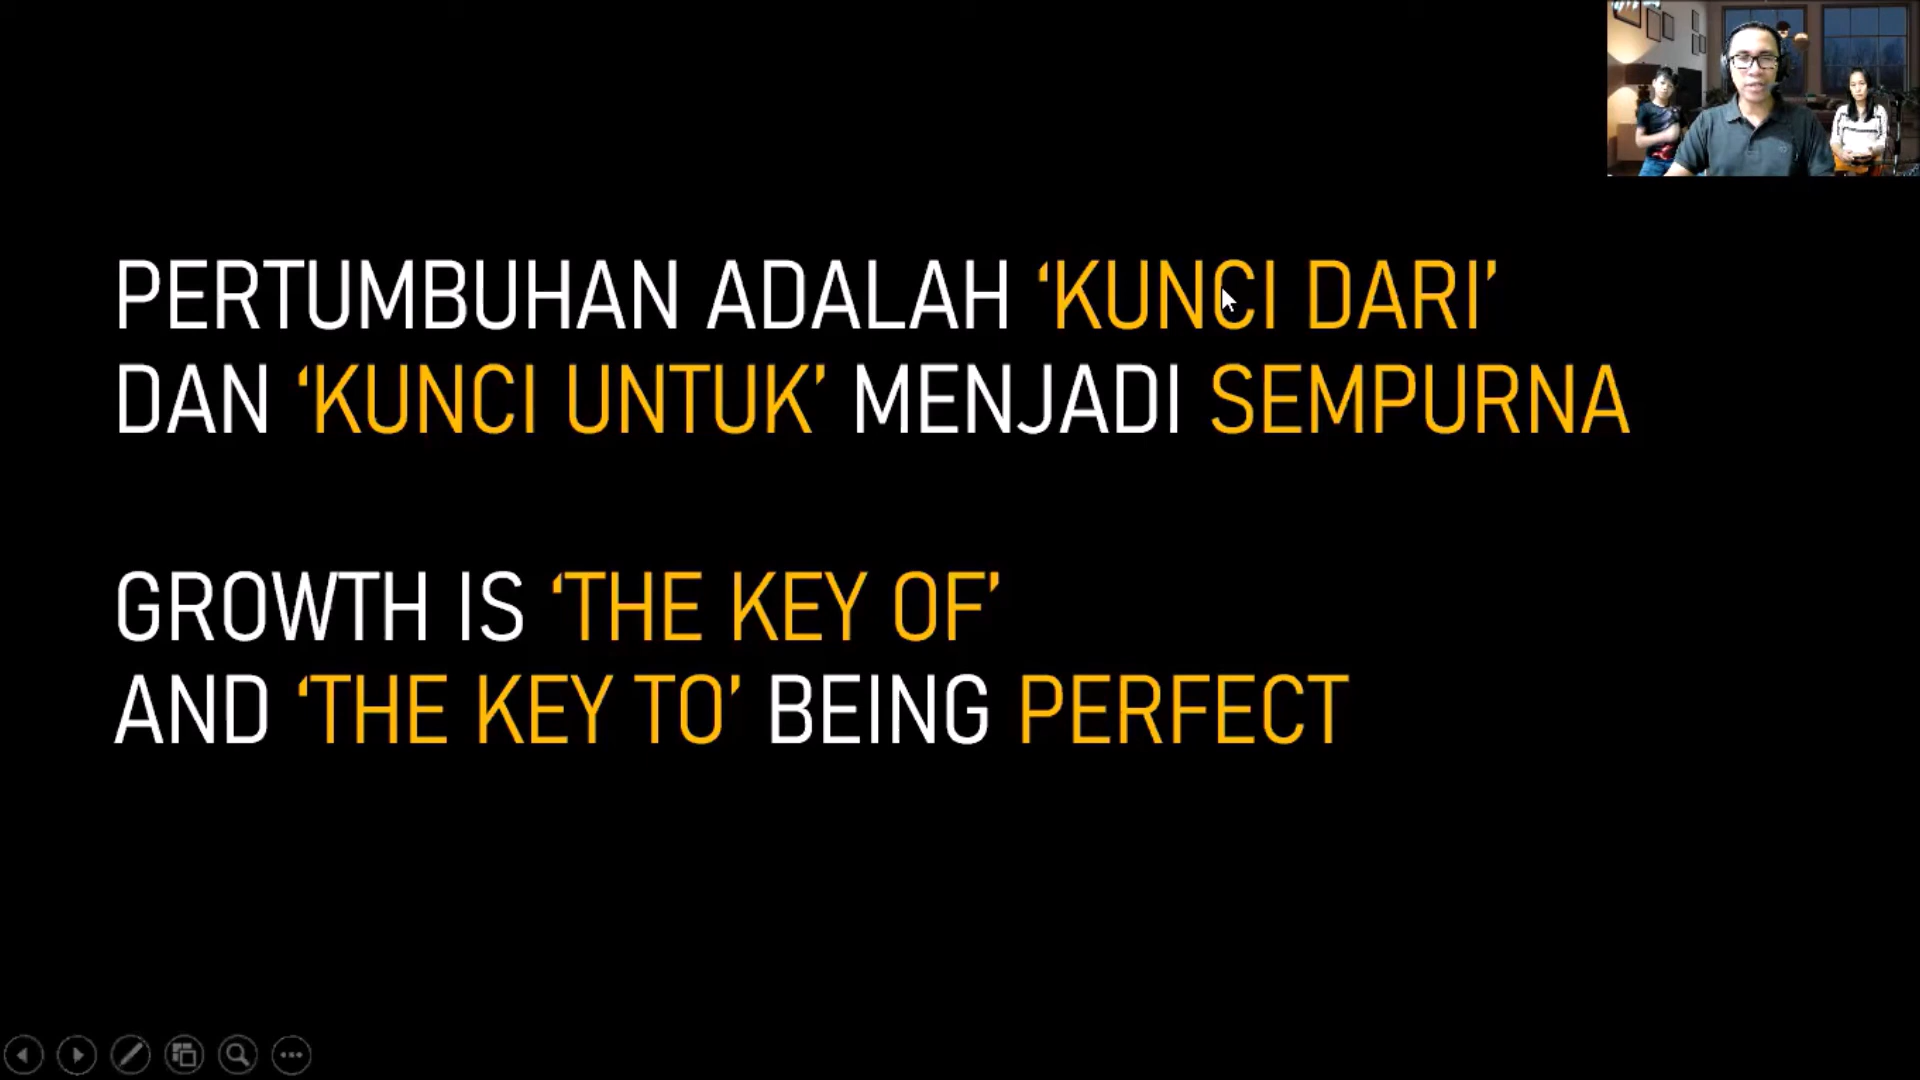 PERTUMBUHAN ADALAH ‘KUNCI DARI’
DAN ‘KUNCI UNTUK’ MENJADI SEMPURNA
GROWTH IS ‘THE KEY OF’
AND ‘THE KEY TO’ BEING PERFECT